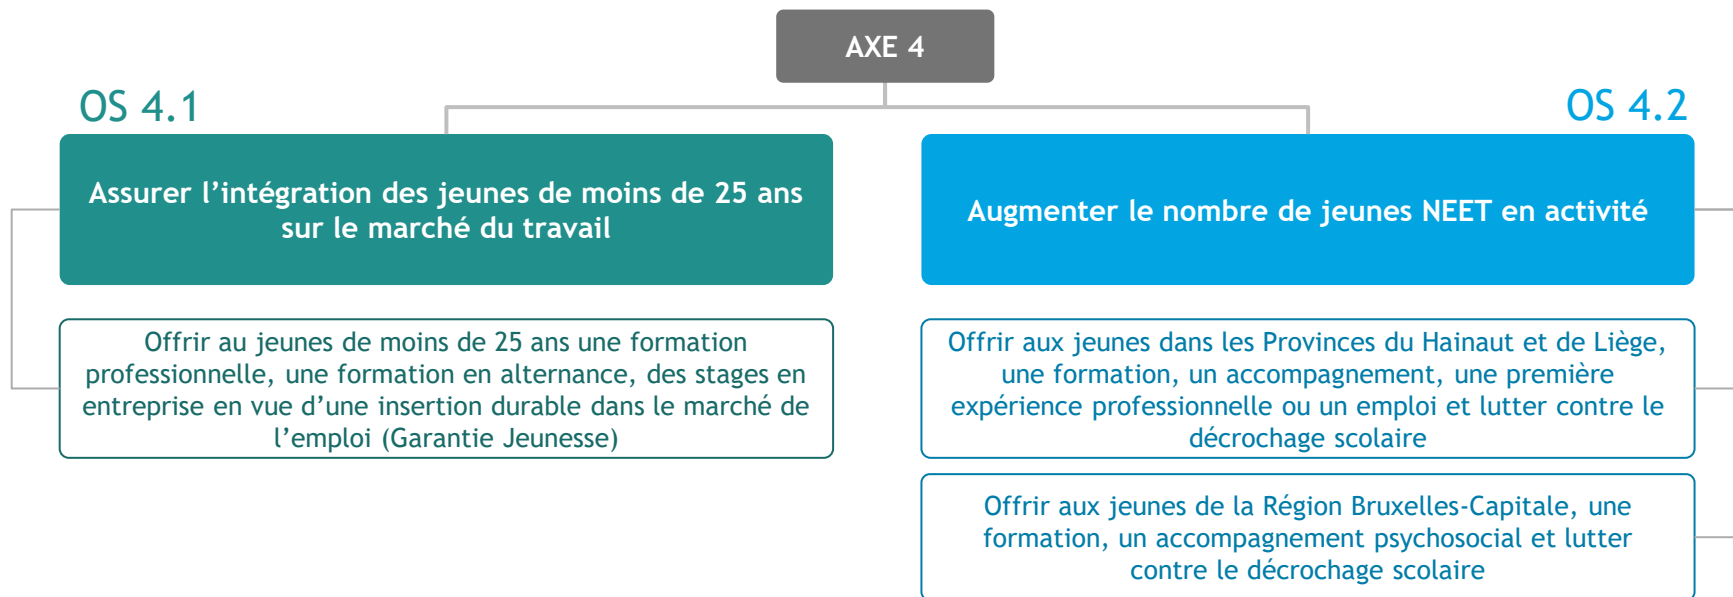 AXE 4
OS 4.1
Assurer l’intégration des jeunes de moins de 25 ans
sur le marché du travail
Offrir au jeunes de moins de 25 ans une formation
professionnelle, une formation en alternance, des stages en
entreprise en vue d’une insertion durable dans le marché de
l’emploi (Garantie Jeunesse)
OS 4.2
Augmenter le nombre de jeunes NEET en activité
Offrir aux jeunes dans les Provinces du Hainaut et de Liège,
une formation, un accompagnement, une première
expérience professionnelle ou un emploi et lutter contre le
décrochage scolaire
Offrir aux jeunes de la Région Bruxelles-Capitale, une
formation, un accompagnement psychosocial et lutter
contre le décrochage scolaire